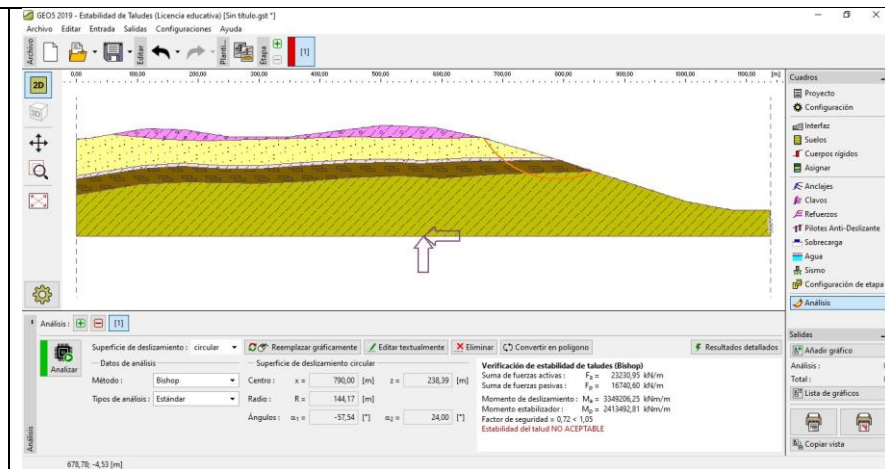 GEO5 2019 - Estabilidad de Taludes (Licencia educativa) [Sin título.gst *]
Archivo Editar Entrada Salidas Configuraciones Ayuda
Archivo
Editar
Planti...
Etapa
[1]
2D
3D
0,00 100,00 200,00 300,00 400,00 500,00 600,00 700,00 800,00 900,00 1000,00 1100,00 [m]
Cuadros
Proyecto
Configuración
Interfaz
Suelos
Cuerpos rígidos
Asignar
Anclajes
Clavos
Refuerzos
Pilotes Anti-Deslizante
Sobrecarga
Agua
Sismo
Configuración de etapa
Análisis
Análisis : [1]
Analizar
Superficie de deslizamiento : circular
Reemplazar gráficamente
Editar textualmente
Eliminar
Convertir en polígono
Resultados detallados
Datos de análisis
Método : Bishop
Tipos de análisis : Estándar
Superficie de deslizamiento circular
Centro : x = 790,00 [m] z = 238,39 [m]
Radio : R = 144,17 [m]
Ángulos : α1 = -57,54 [°] α2 = 24,00 [°]
Verificación de estabilidad de taludes (Bishop)
Suma de fuerzas activas : Fa = 23230,95 kN/m
Suma de fuerzas pasivas : Fp = 16740,60 kN/m
Momento de deslizamiento : Ma = 3349206,25 kNm/m
Momento estabilizador : Mp = 2413492,81 kNm/m
Factor de seguridad = 0,72 < 1,05
Estabilidad del talud NO ACEPTABLE
Análisis
Salidas
Añadir gráfico
Análisis : 0
Total : 0
Lista de gráficos
Copiar vista
678,78; -4,53 [m]